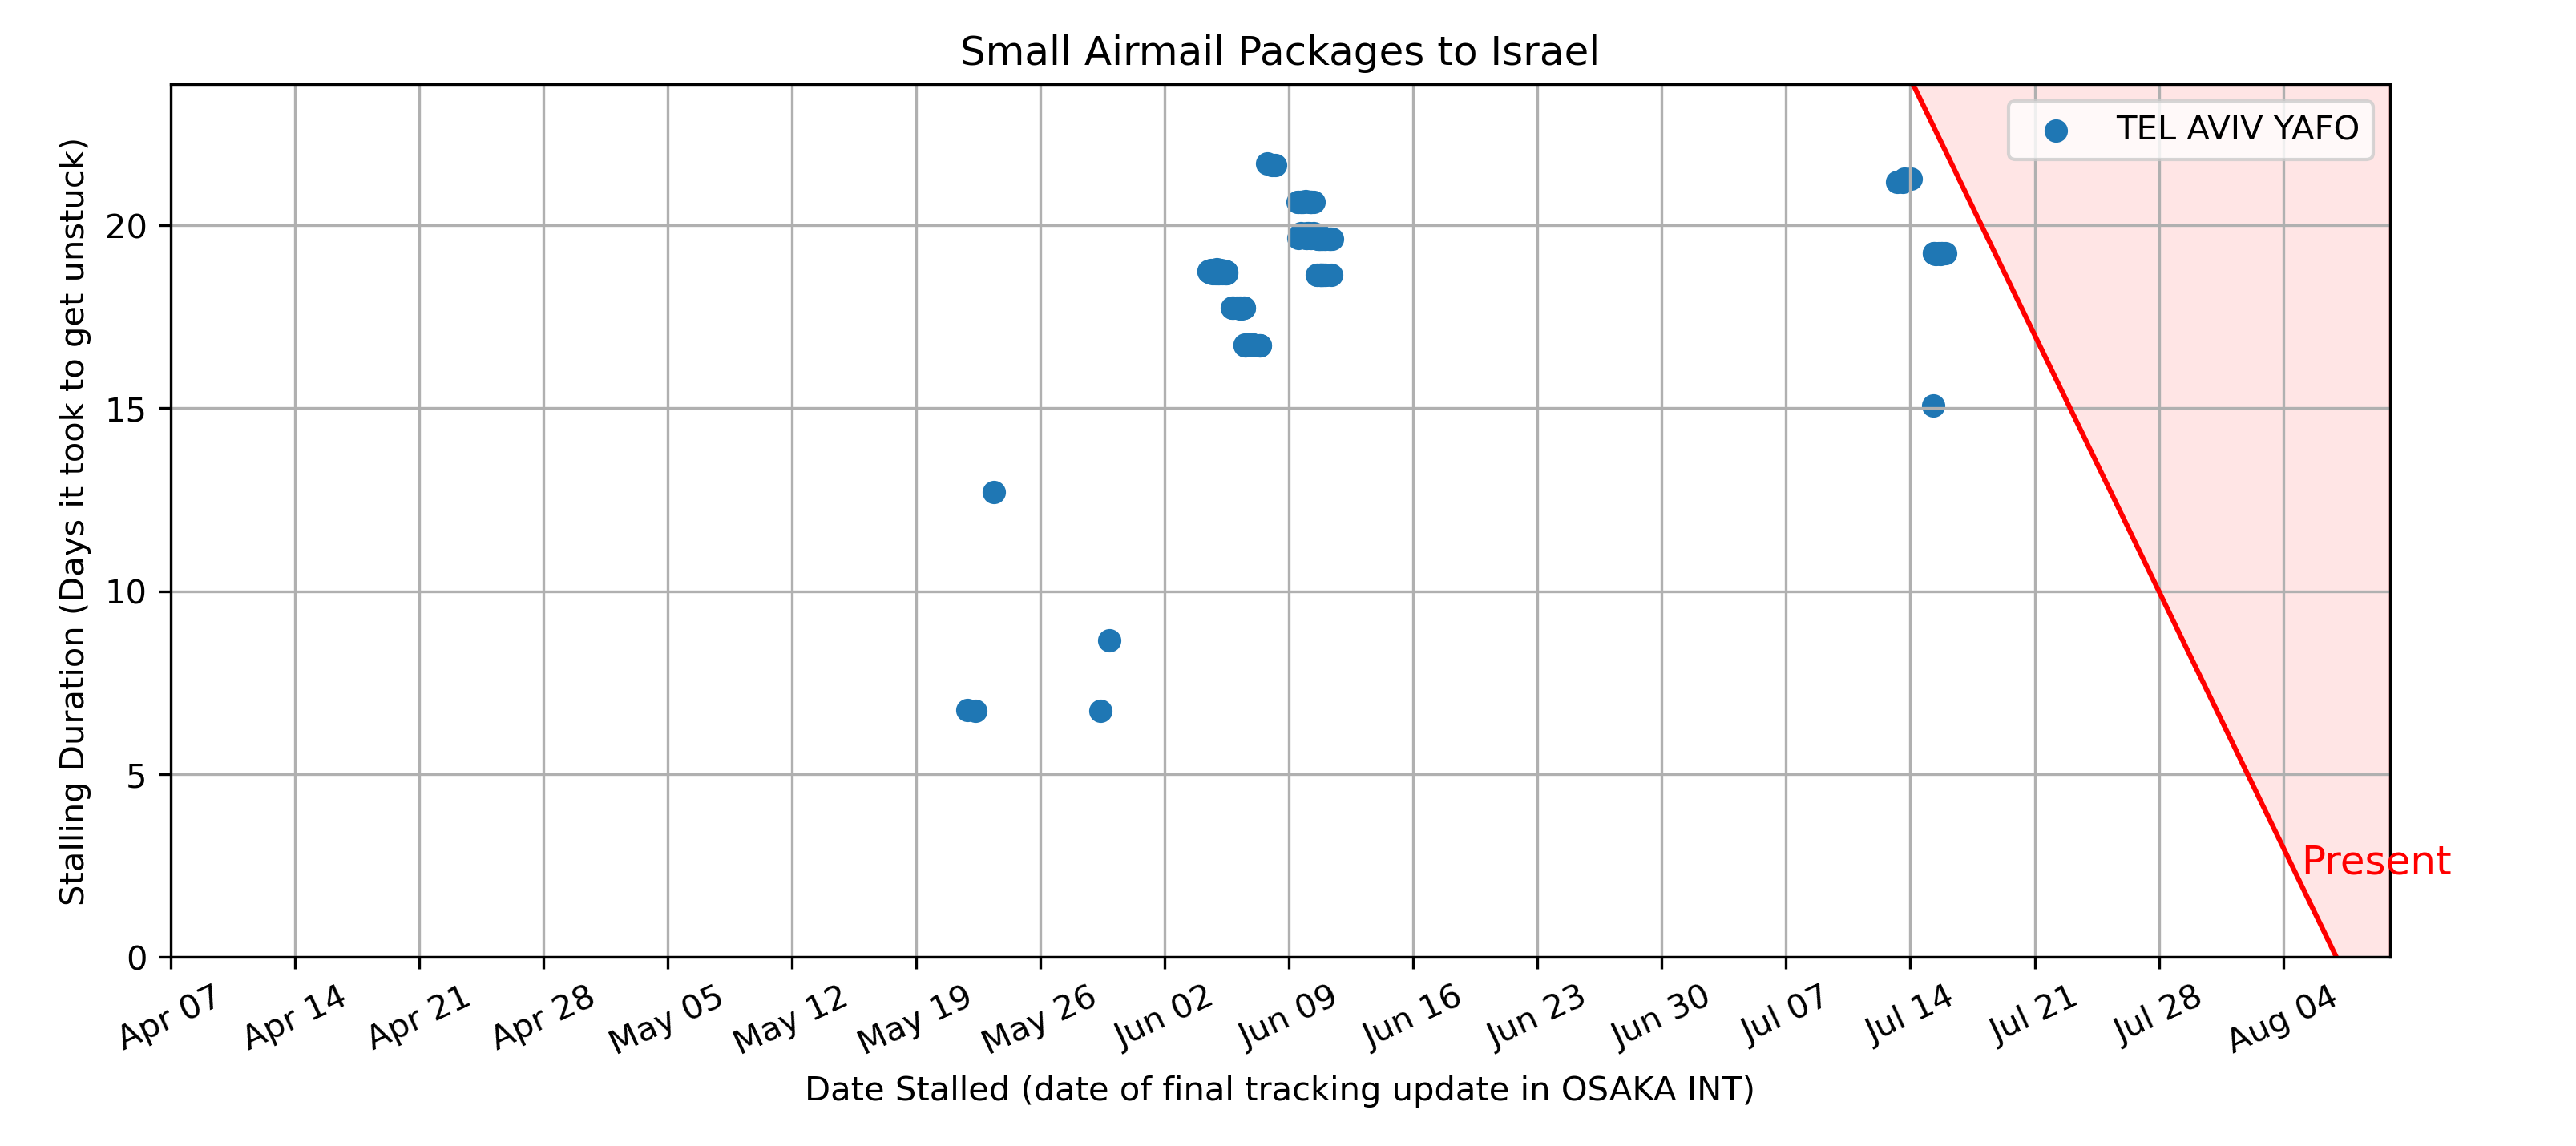 Small Airmail Packages to Israel
TEL AVIV YAFO
Stalling Duration (Days it took to get unstuck)
20
15
10
5
0
Present
Apr 07 Apr 14 Apr 21 Apr 28 May 05 May 12 May 19 May 26 Jun 02 Jun 09 Jun 16 Jun 23 Jun 30 Jul 07 Jul 14 Jul 21 Jul 28 Aug 04
Date Stalled (date of final tracking update in OSAKA INT)